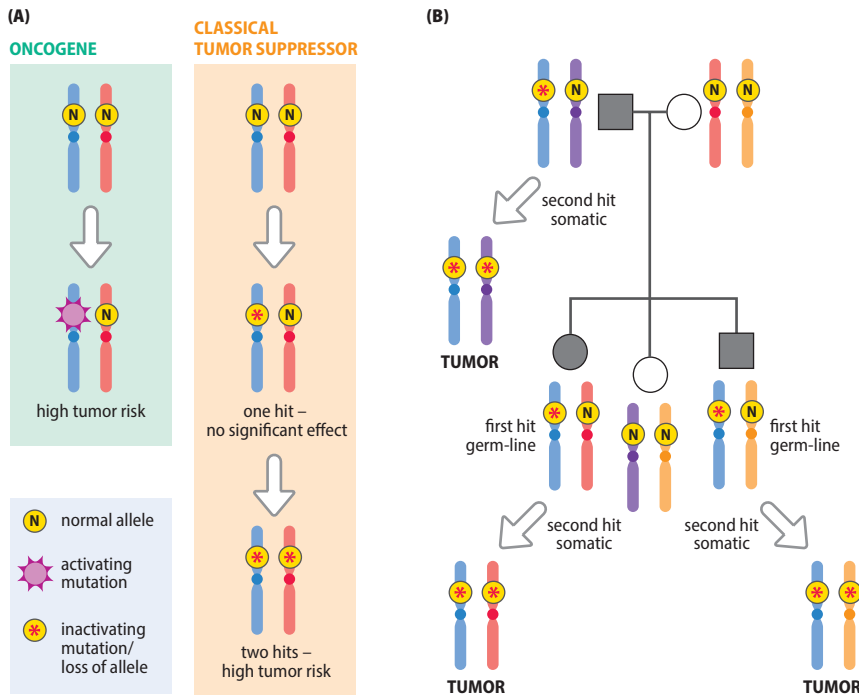 (A)
ONCOGENE
CLASSICAL
TUMOR SUPPRESSOR
N N
N N
N
N
high tumor risk
one hit –
no significant effect
two hits –
high tumor risk
N normal allele
activating
mutation
* inactivating
mutation/
loss of allele
(B)
* N
N N
second hit
somatic
* *
TUMOR
first hit
germ-line
* N
N N
* N
first hit
germ-line
second hit
somatic
second hit
somatic
* *
TUMOR
* *
TUMOR